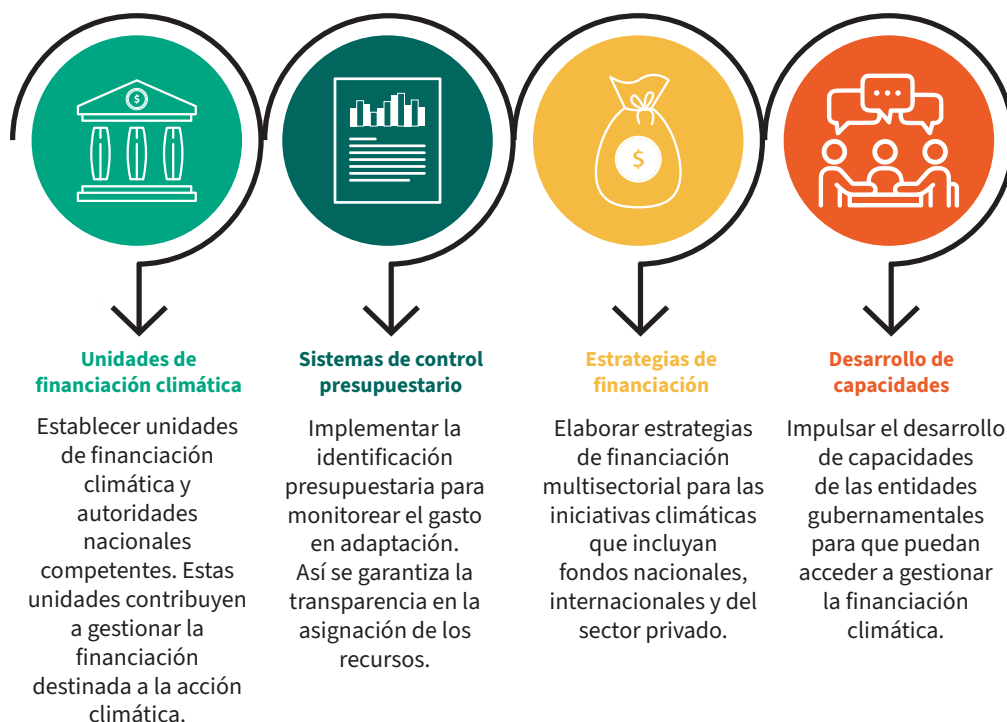 $
$
Unidades de
financiación climática
Establecer unidades
de financiación
climática y
autoridades
nacionales
competentes. Estas
unidades contribuyen
a gestionar la
financiación
destinada a la acción
climática.
Sistemas de control
presupuestario
Implementar la
identificación
presupuestaria para
monitorear el gasto
en adaptación.
Así se garantiza la
transparencia en la
asignación de los
recursos.
Estrategias de
financiación
Elaborar estrategias
de financiación
multisectorial para las
iniciativas climáticas
que incluyan
fondos nacionales,
internacionales y del
sector privado.
Desarrollo de
capacidades
Impulsar el desarrollo
de capacidades
de las entidades
gubernamentales
para que puedan
acceder a gestionar
la financiación
climática.